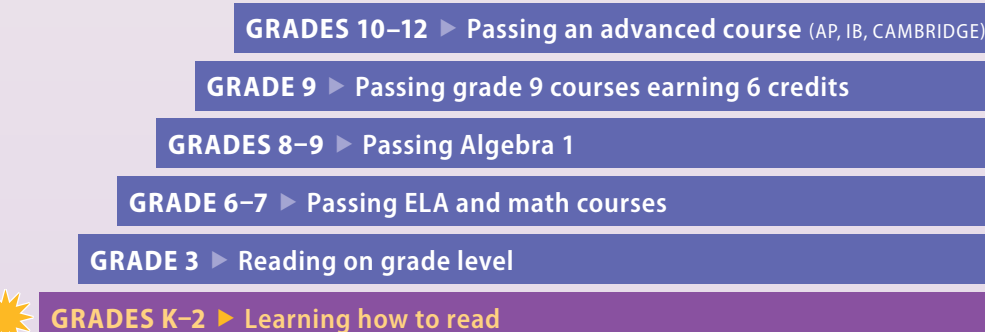 GRADES 10–12 ▶ Passing an advanced course (AP, IB, CAMBRIDGE)
GRADE 9 ▶ Passing grade 9 courses earning 6 credits
GRADES 8–9 ▶ Passing Algebra 1
GRADE 6–7 ▶ Passing ELA and math courses
GRADE 3 ▶ Reading on grade level
GRADES K–2 ▶ Learning how to read